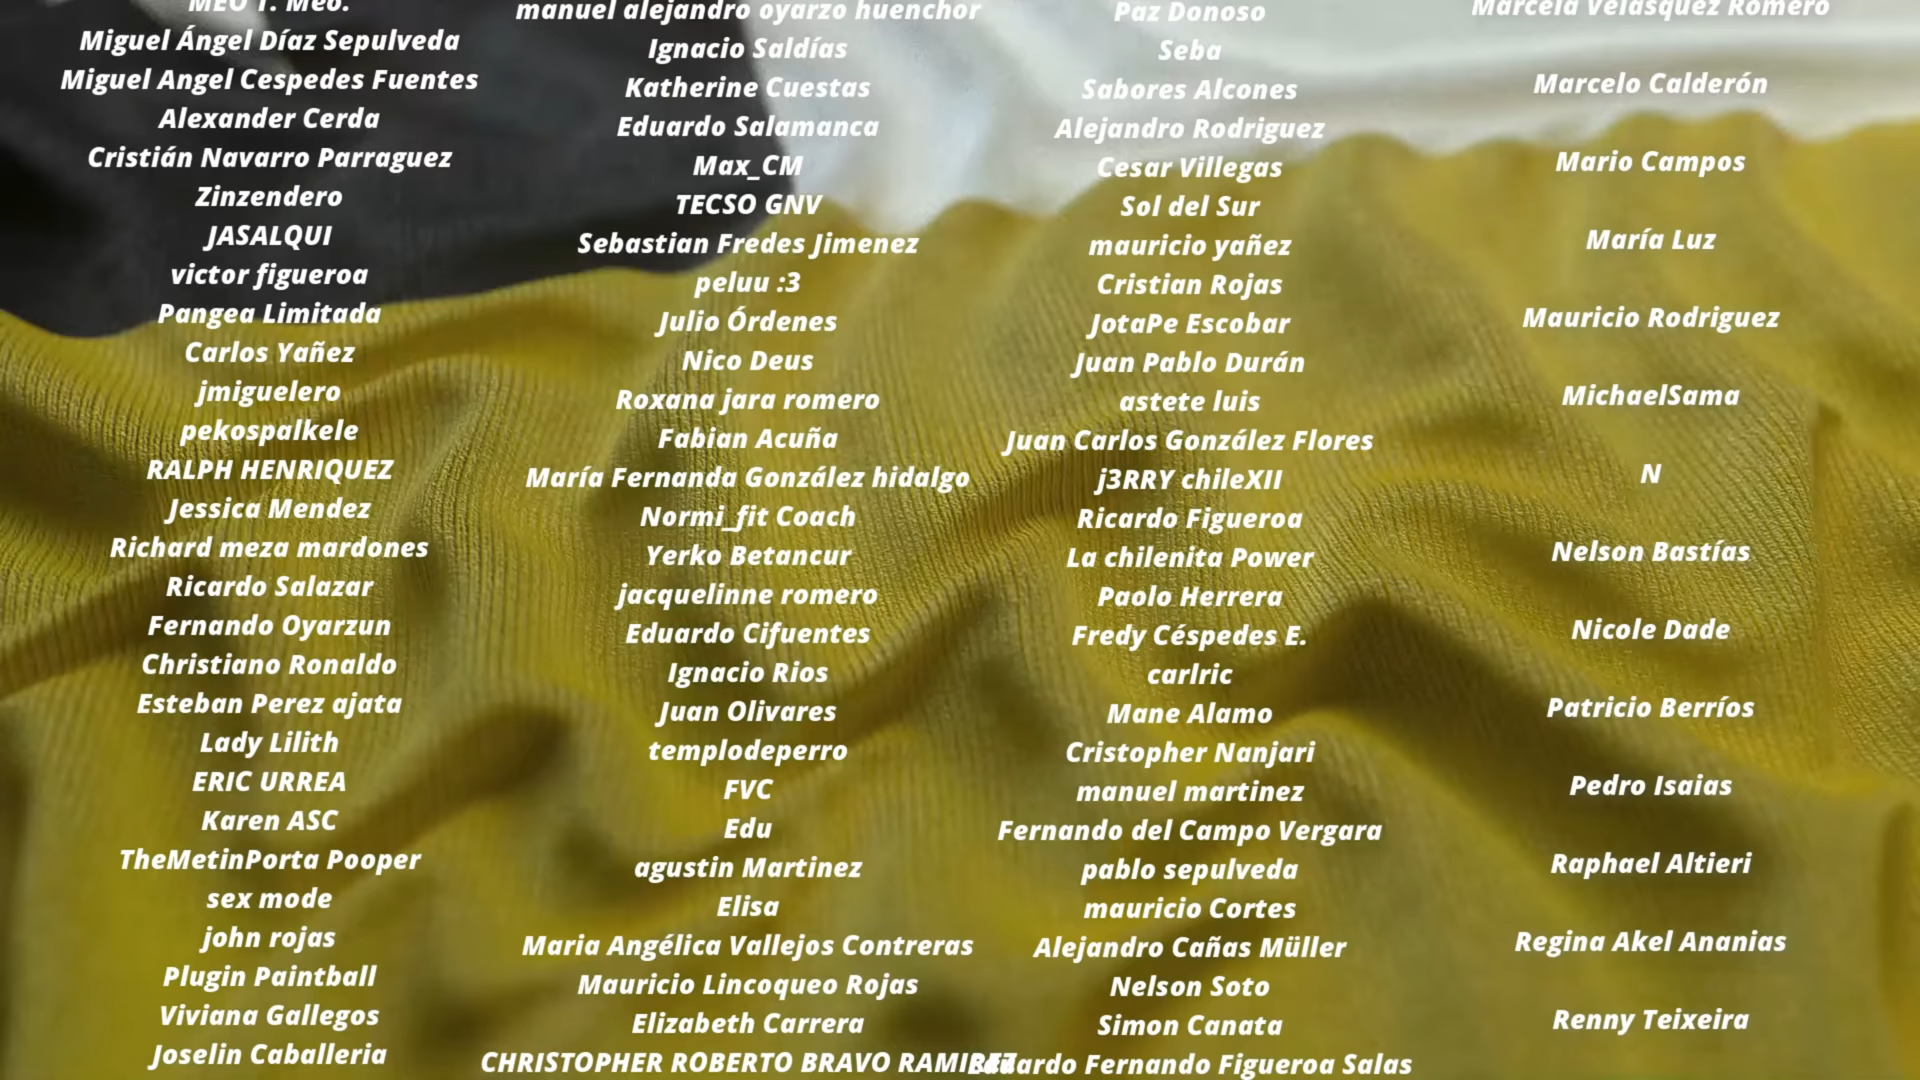 MEO T. Meo.
Miguel Ángel Díaz Sepulveda
Miguel Angel Cespedes Fuentes
Alexander Cerda
Cristián Navarro Parraguez
Zinzendero
JASALQUI
victor figueroa
Pangea Limitada
Carlos Yañez
jmiguelero
pekospalkele
RALPH HENRIQUEZ
Jessica Mendez
Richard meza mardones
Ricardo Salazar
Fernando Oyarzun
Christiano Ronaldo
Esteban Perez ajata
Lady Lilith
ERIC URREA
Karen ASC
TheMetinPorta Pooper
sex mode
john rojas
Plugin Paintball
Viviana Gallegos
Joselin Caballeria
manuel alejandro oyarzo huenchor
Ignacio Saldías
Katherine Cuestas
Eduardo Salamanca
Max_CM
TECSO GNV
Sebastian Fredes Jimenez
peluu :3
Julio Órdenes
Nico Deus
Roxana jara romero
Fabian Acuña
María Fernanda González hidalgo
Normi_fit Coach
Yerko Betancur
jacquelinne romero
Eduardo Cifuentes
Ignacio Rios
Juan Olivares
templodeperro
FVC
Edu
agustin Martinez
Elisa
Maria Angélica Vallejos Contreras
Mauricio Lincoqueo Rojas
Elizabeth Carrera
CHRISTOPHER ROBERTO BRAVO RAMIREZ
Paz Donoso
Seba
Sabores Alcones
Alejandro Rodriguez
Cesar Villegas
Sol del Sur
mauricio yañez
Cristian Rojas
JotaPe Escobar
Juan Pablo Durán
astete luis
Juan Carlos González Flores
j3RRY chileXII
Ricardo Figueroa
La chilenita Power
Paolo Herrera
Fredy Céspedes E.
carlric
Mane Alamo
Cristopher Nanjari
manuel martinez
Fernando del Campo Vergara
pablo sepulveda
mauricio Cortes
Alejandro Cañas Müller
Nelson Soto
Simon Canata
Eduardo Fernando Figueroa Salas
Marcela Velásquez Romero
Marcelo Calderón
Mario Campos
María Luz
Mauricio Rodriguez
MichaelSama
N
Nelson Bastías
Nicole Dade
Patricio Berríos
Pedro Isaias
Raphael Altieri
Regina Akel Ananias
Renny Teixeira